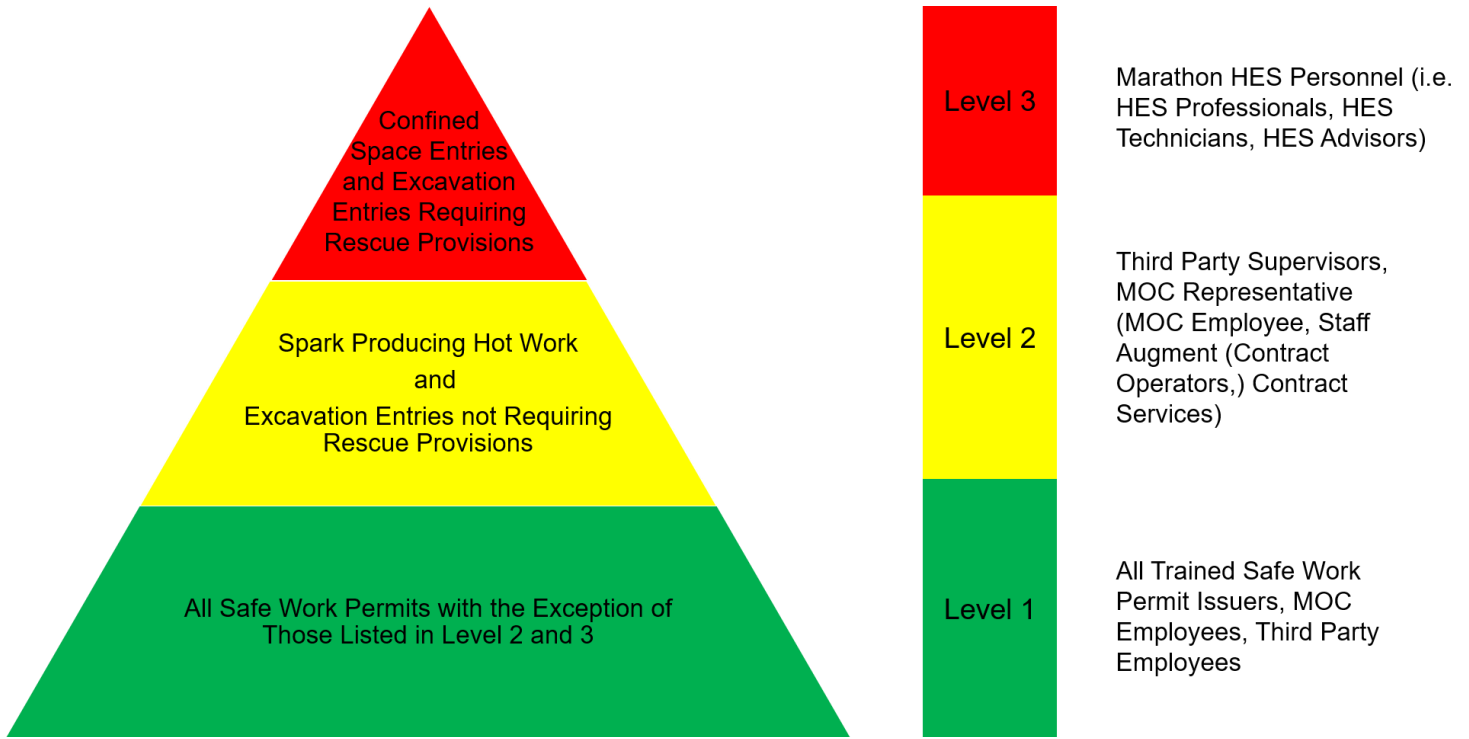 Confined
Space Entries
and Excavation
Entries Requiring
Rescue Provisions
Spark Producing Hot Work
and
Excavation Entries not Requiring
Rescue Provisions
All Safe Work Permits with the Exception of
Those Listed in Level 2 and 3
Level 3
Marathon HES Personnel (i.e.
HES Professionals, HES
Technicians, HES Advisors)
Level 2
Third Party Supervisors,
MOC Representative
(MOC Employee, Staff
Augment (Contract
Operators,) Contract
Services)
Level 1
All Trained Safe Work
Permit Issuers, MOC
Employees, Third Party
Employees